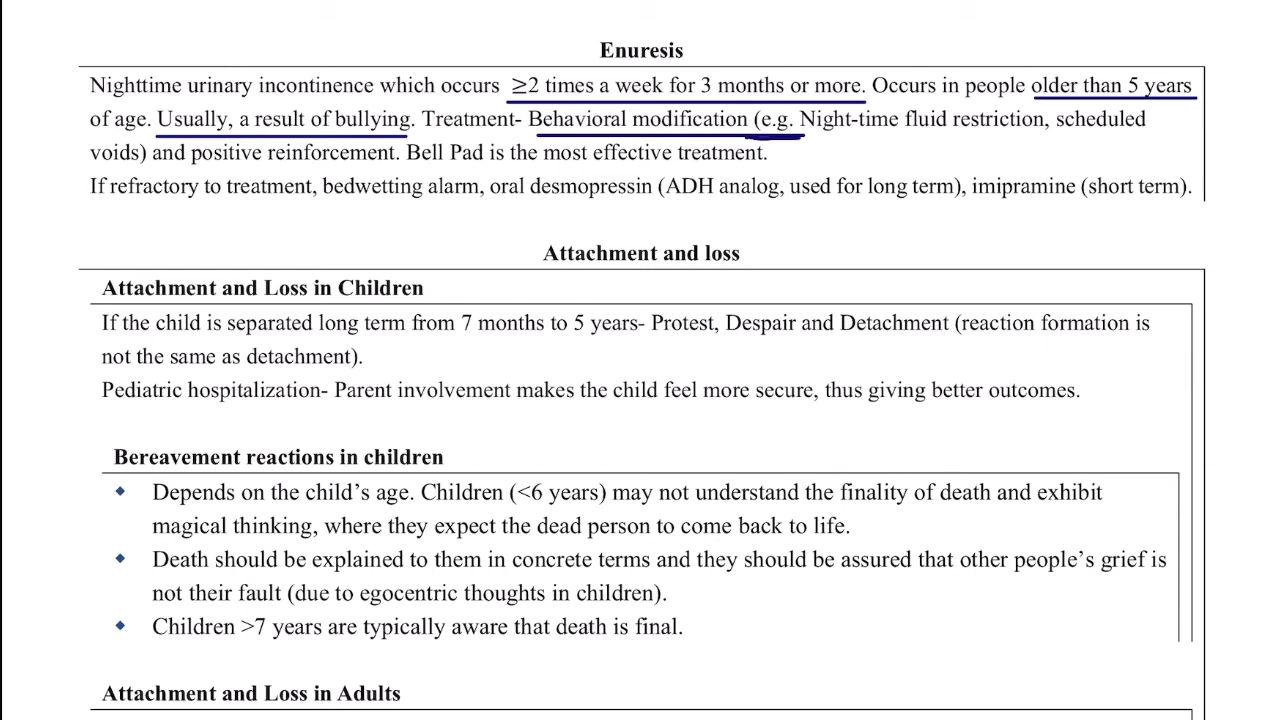 Enuresis
Nighttime urinary incontinence which occurs ≥2 times a week for 3 months or more. Occurs in people older than 5 years
of age. Usually, a result of bullying. Treatment- Behavioral modification (e.g. Night-time fluid restriction, scheduled
voids) and positive reinforcement. Bell Pad is the most effective treatment.
If refractory to treatment, bedwetting alarm, oral desmopressin (ADH analog, used for long term), imipramine (short term).
Attachment and loss
Attachment and Loss in Children
If the child is separated long term from 7 months to 5 years- Protest, Despair and Detachment (reaction formation is
not the same as detachment).
Pediatric hospitalization- Parent involvement makes the child feel more secure, thus giving better outcomes.
Bereavement reactions in children
◆ Depends on the child’s age. Children (<6 years) may not understand the finality of death and exhibit
magical thinking, where they expect the dead person to come back to life.
◆ Death should be explained to them in concrete terms and they should be assured that other people’s grief is
not their fault (due to egocentric thoughts in children).
◆ Children >7 years are typically aware that death is final.
Attachment and Loss in Adults